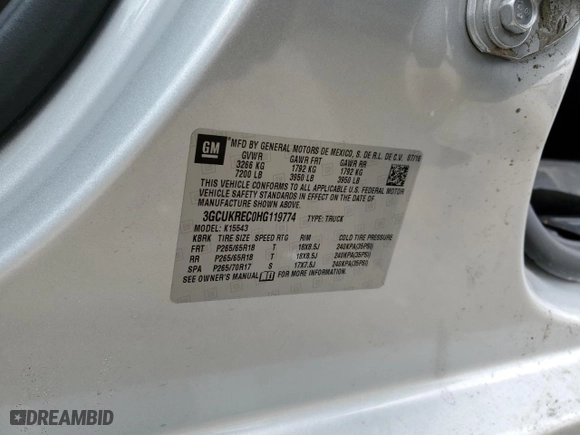 GM
MFD BY GENERAL MOTORS DE MEXICO, S. DE R.L. DE C.V. 07/16
GVWR GAWR FRT GAWR RR
3266 KG 1792 KG 1792 KG
7200 LB 3950 LB 3950 LB
THIS VEHICLE CONFORMS TO ALL APPLICABLE U.S. FEDERAL MOTOR
VEHICLE SAFETY STANDARDS IN EFFECT ON THE DATE OF
MANUFACTURE SHOWN ABOVE.
3GCUKREC0HG119774 TYPE: TRUCK
MODEL: K15543
KBRK TIRE SIZE SPEED RTG RIM COLD TIRE PRESSURE
FRT P265/65R18 T 18X8.5J 240KPA(35PSI)
RR P265/65R18 T 18X8.5J 240KPA(35PSI)
SPA P265/70R17 S 17X7.5J 240KPA(35PSI)
SEE OWNER'S MANUAL FOR MORE INFORMATION.
DREAMBID